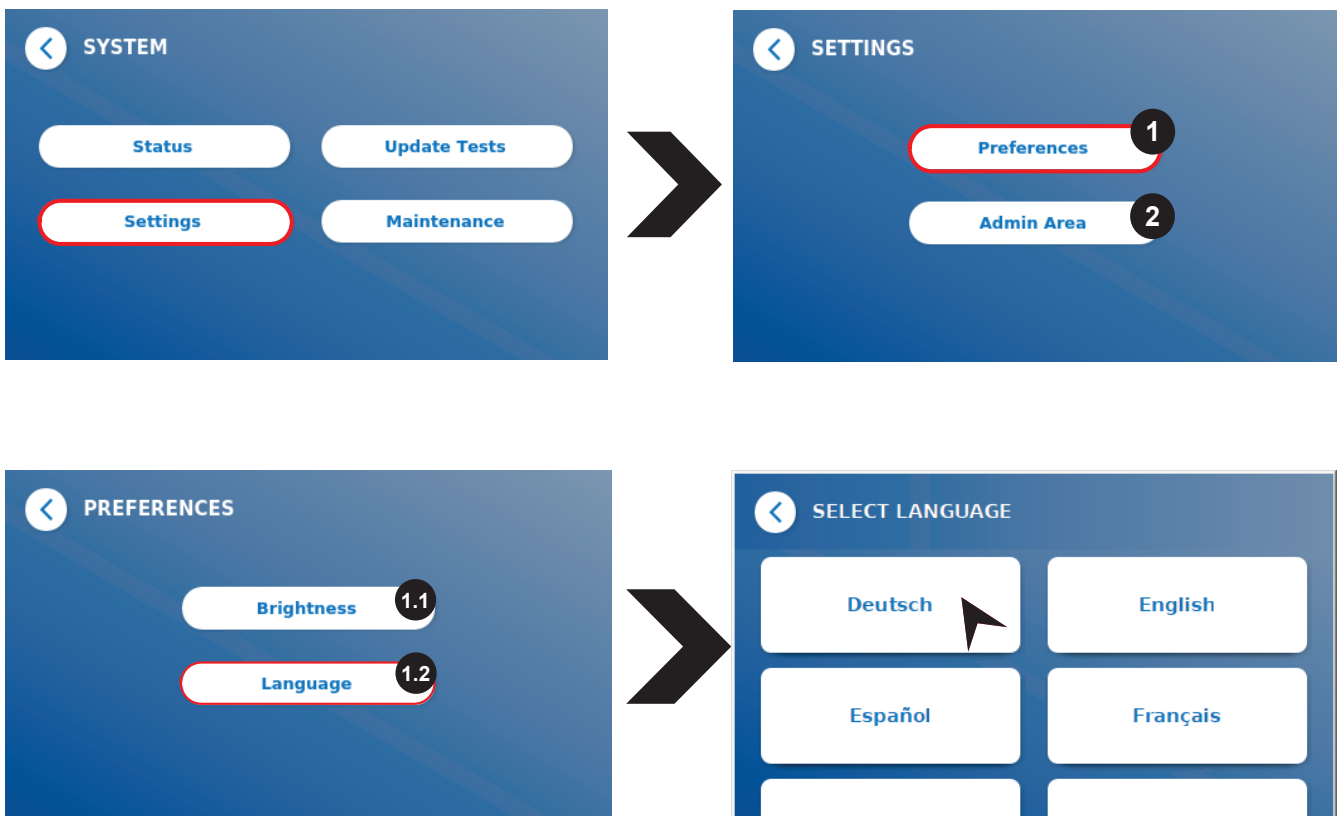 SYSTEM
Status
Update Tests
Settings
Maintenance
SETTINGS
Preferences
1
Admin Area
2
PREFERENCES
Brightness
1.1
Language
1.2
SELECT LANGUAGE
Deutsch
English
Español
Français